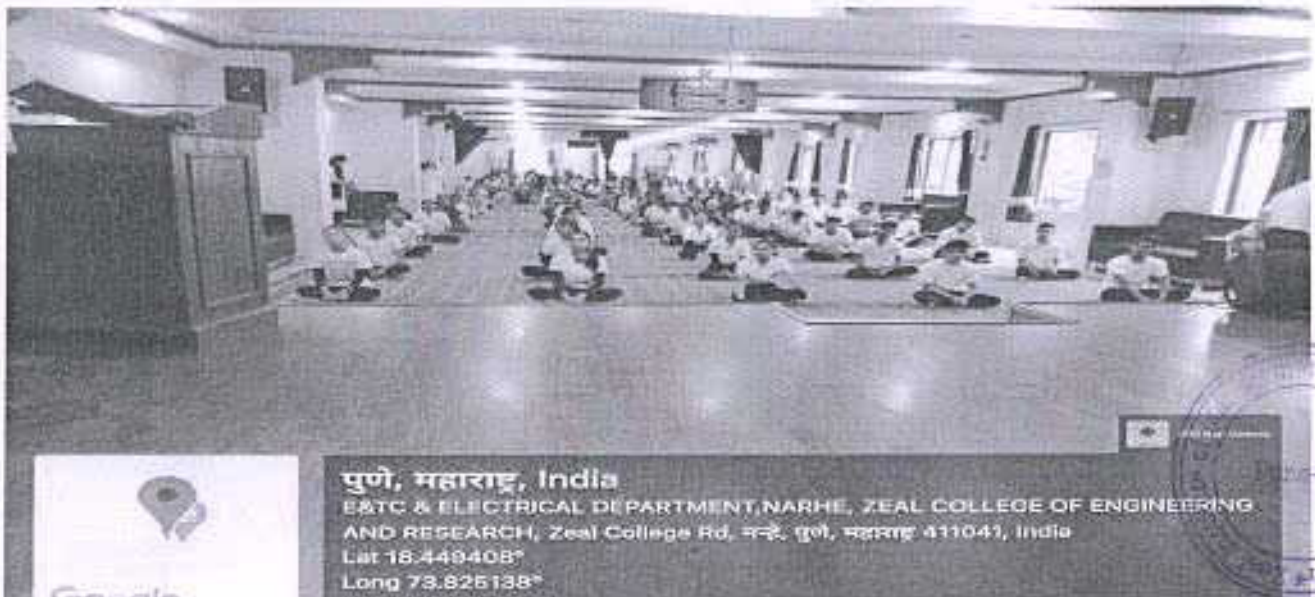 पुणे, महाराष्ट्र, India
E&TC & ELECTRICAL DEPARTMENT,NARHE, ZEAL COLLEGE OF ENGINEERING
AND RESEARCH, Zeal College Rd, नऱ्हे, पुणे, महाराष्ट्र 411041, India
Lat 18.449408°
Long 73.825138°
Google